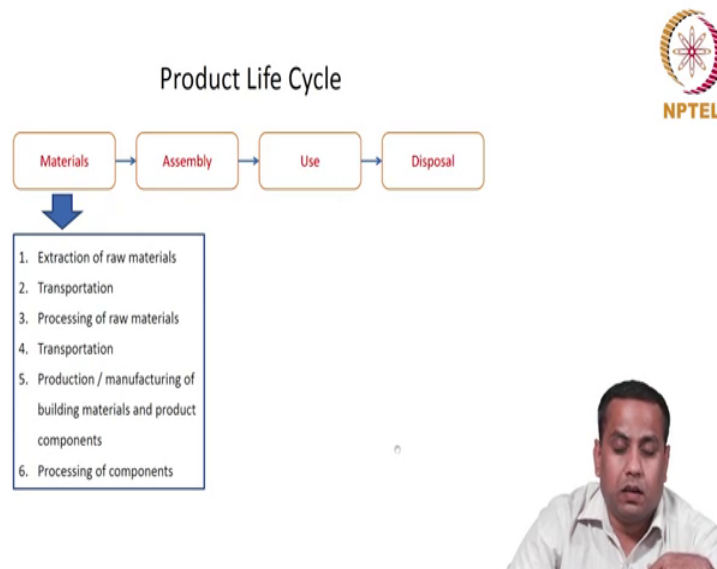 Product Life Cycle
NPTEL
Materials
Assembly
Use
Disposal
1. Extraction of raw materials
2. Transportation
3. Processing of raw materials
4. Transportation
5. Production / manufacturing of
building materials and product
components
6. Processing of components